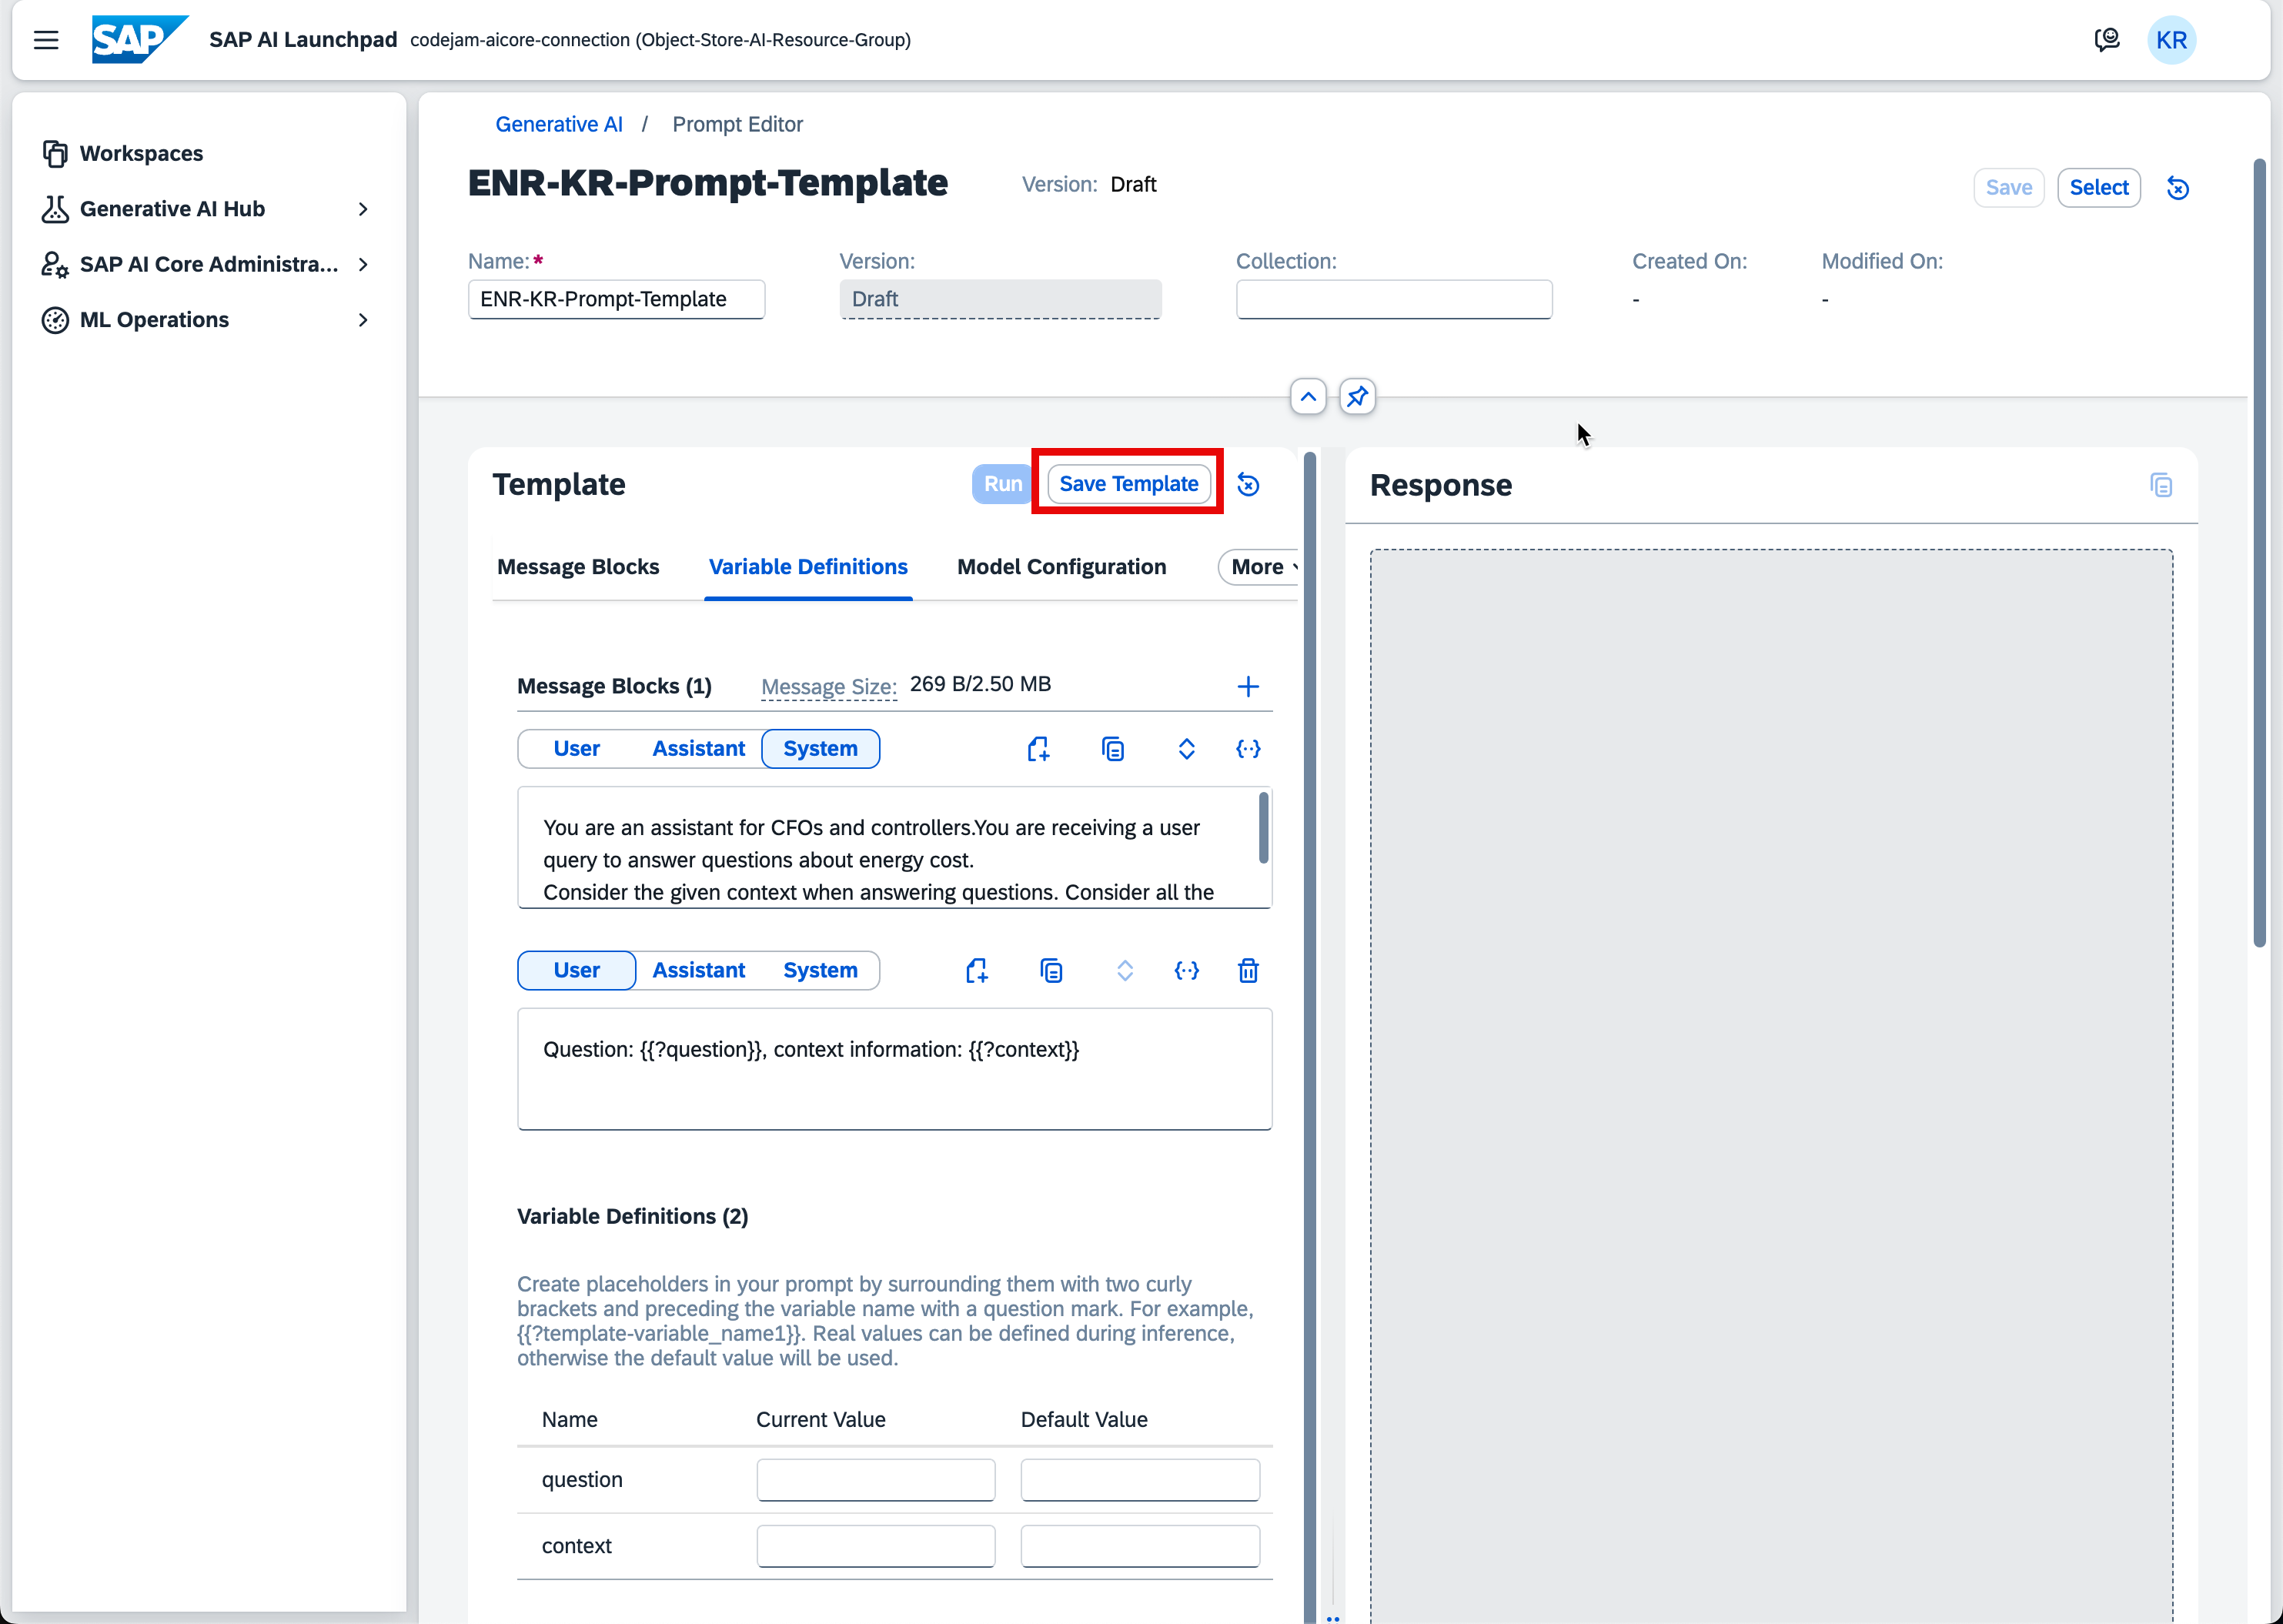 SAP
SAP AI Launchpad
codejam-aicore-connection (Object-Store-AI-Resource-Group)
KR
Workspaces
Generative AI Hub
SAP AI Core Administra...
ML Operations
Generative AI / Prompt Editor
ENR-KR-Prompt-Template
Version: Draft
Save
Select
Name:*
ENR-KR-Prompt-Template
Version:
Draft
Collection:
Created On:
-
Modified On:
-
Template
Run
Save Template
Message Blocks
Variable Definitions
Model Configuration
More
Message Blocks (1)
Message Size: 269 B/2.50 MB
User
Assistant
System
You are an assistant for CFOs and controllers.You are receiving a user
query to answer questions about energy cost.
Consider the given context when answering questions. Consider all the
User
Assistant
System
Question: {{?question}}, context information: {{?context}}
Variable Definitions (2)
Create placeholders in your prompt by surrounding them with two curly
brackets and preceding the variable name with a question mark. For example,
{{?template-variable_name1}}. Real values can be defined during inference,
otherwise the default value will be used.
Name
Current Value
Default Value
question
context
Response